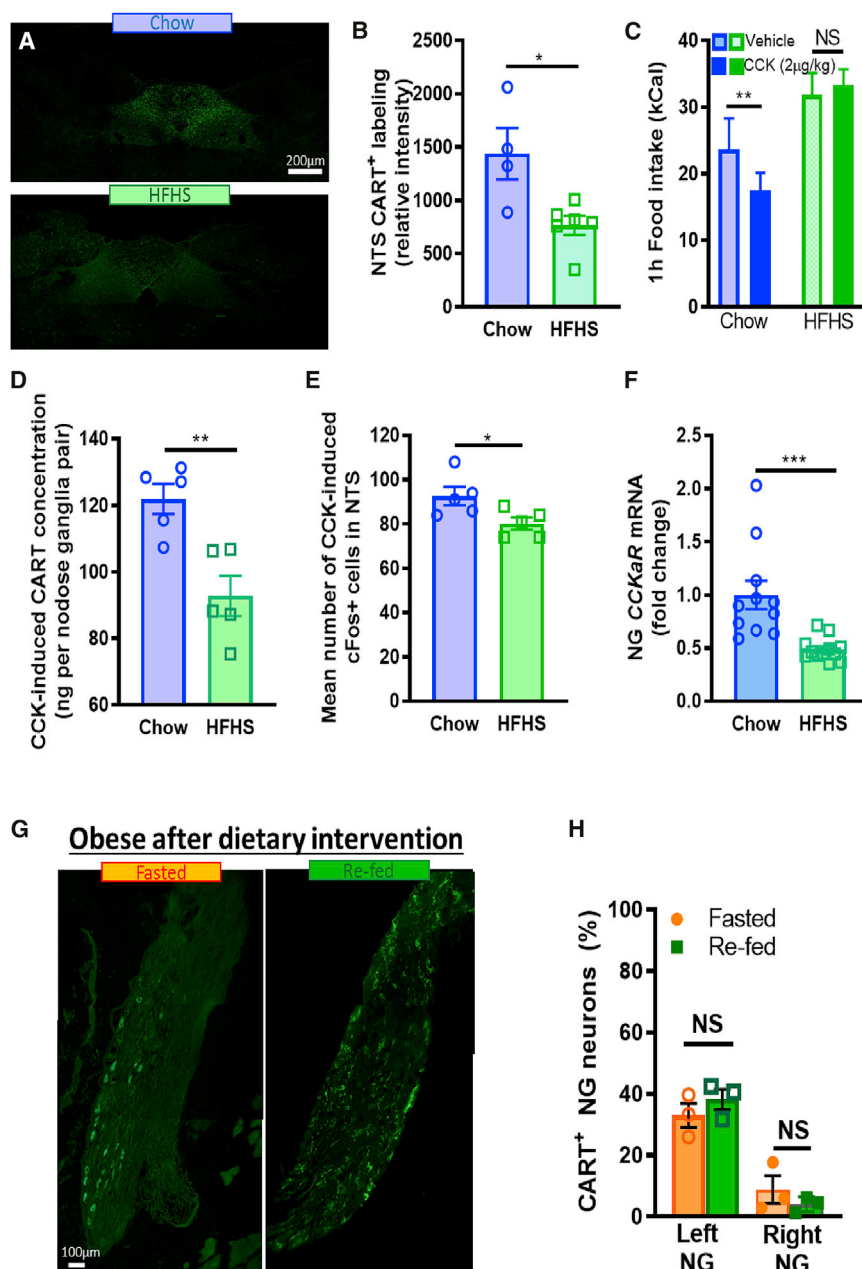 A
Chow
200µm
HFHS
B
NTS CART+ labeling
(relative intensity)
2500
2000
1500
1000
500
0
*
Chow HFHS
C
1h Food intake (kCal)
40
30
20
10
0
Vehicle
CCK (2µg/kg)
NS
**
Chow HFHS
D
CCK-induced CART concentration
(ng per nodose ganglia pair)
140
120
100
80
60
**
Chow HFHS
E
Mean number of CCK-induced
cFos+ cells in NTS
120
100
80
60
40
20
0
*
Chow HFHS
F
NG CCKaR mRNA
(fold change)
2.5
2.0
1.5
1.0
0.5
0.0
***
Chow HFHS
G
Obese after dietary intervention
Fasted
Re-fed
100µm
H
CART+ NG neurons (%)
100
80
60
40
20
0
Fasted
Re-fed
NS
NS
Left Right
NG NG